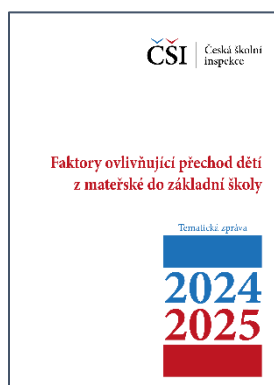 ČŠI
Česká školní
inspekce
Faktory ovlivňující přechod dětí
z mateřské do základní školy
Tematická zpráva
2024
2025